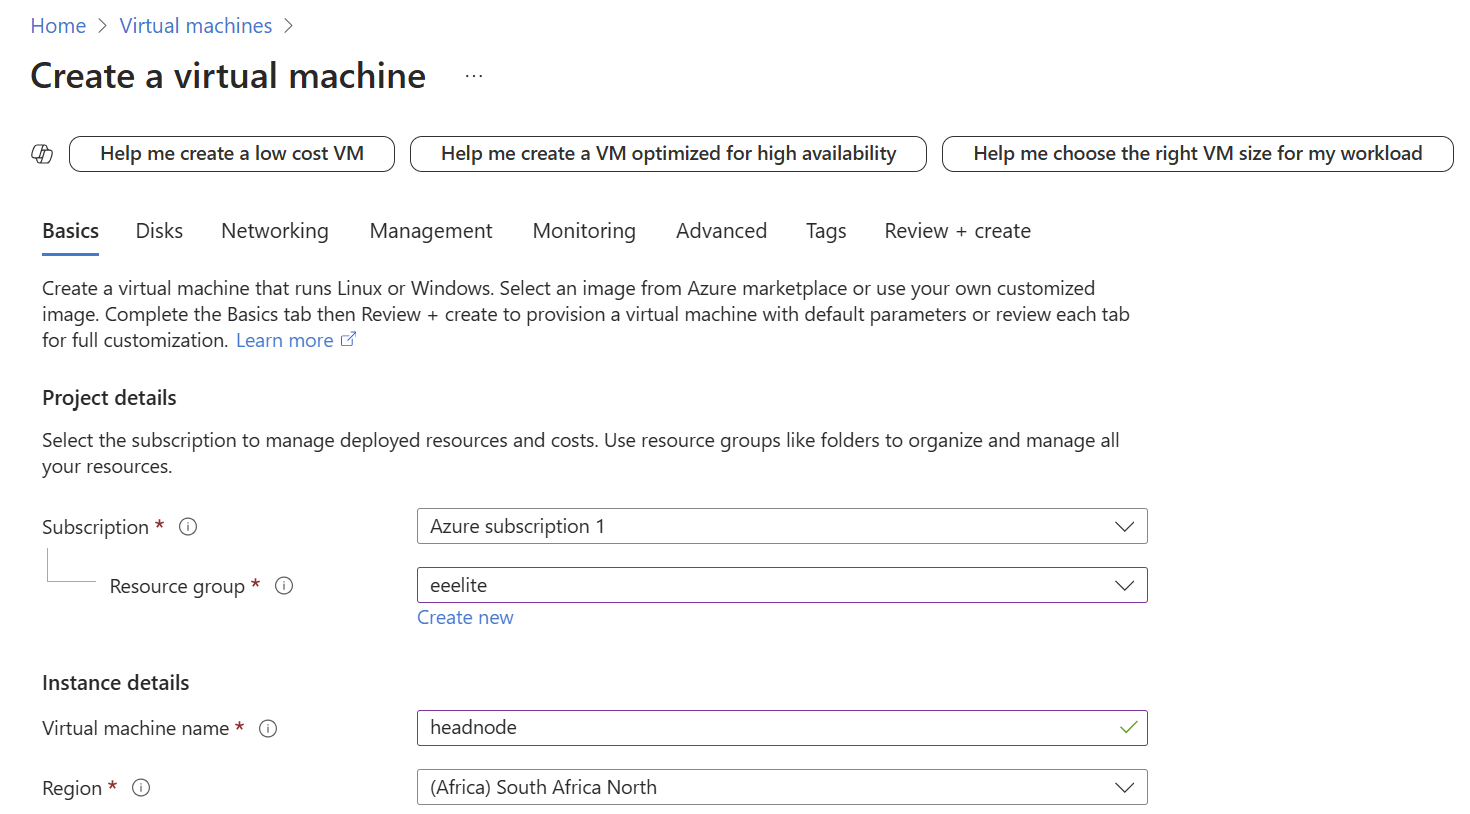 Home > Virtual machines >
Create a virtual machine ...
Help me create a low cost VM
Help me create a VM optimized for high availability
Help me choose the right VM size for my workload
Basics Disks Networking Management Monitoring Advanced Tags Review + create
Create a virtual machine that runs Linux or Windows. Select an image from Azure marketplace or use your own customized
image. Complete the Basics tab then Review + create to provision a virtual machine with default parameters or review each tab
for full customization. Learn more
Project details
Select the subscription to manage deployed resources and costs. Use resource groups like folders to organize and manage all
your resources.
Subscription *
Azure subscription 1
Resource group *
eeelite
Create new
Instance details
Virtual machine name *
headnode
Region *
(Africa) South Africa North